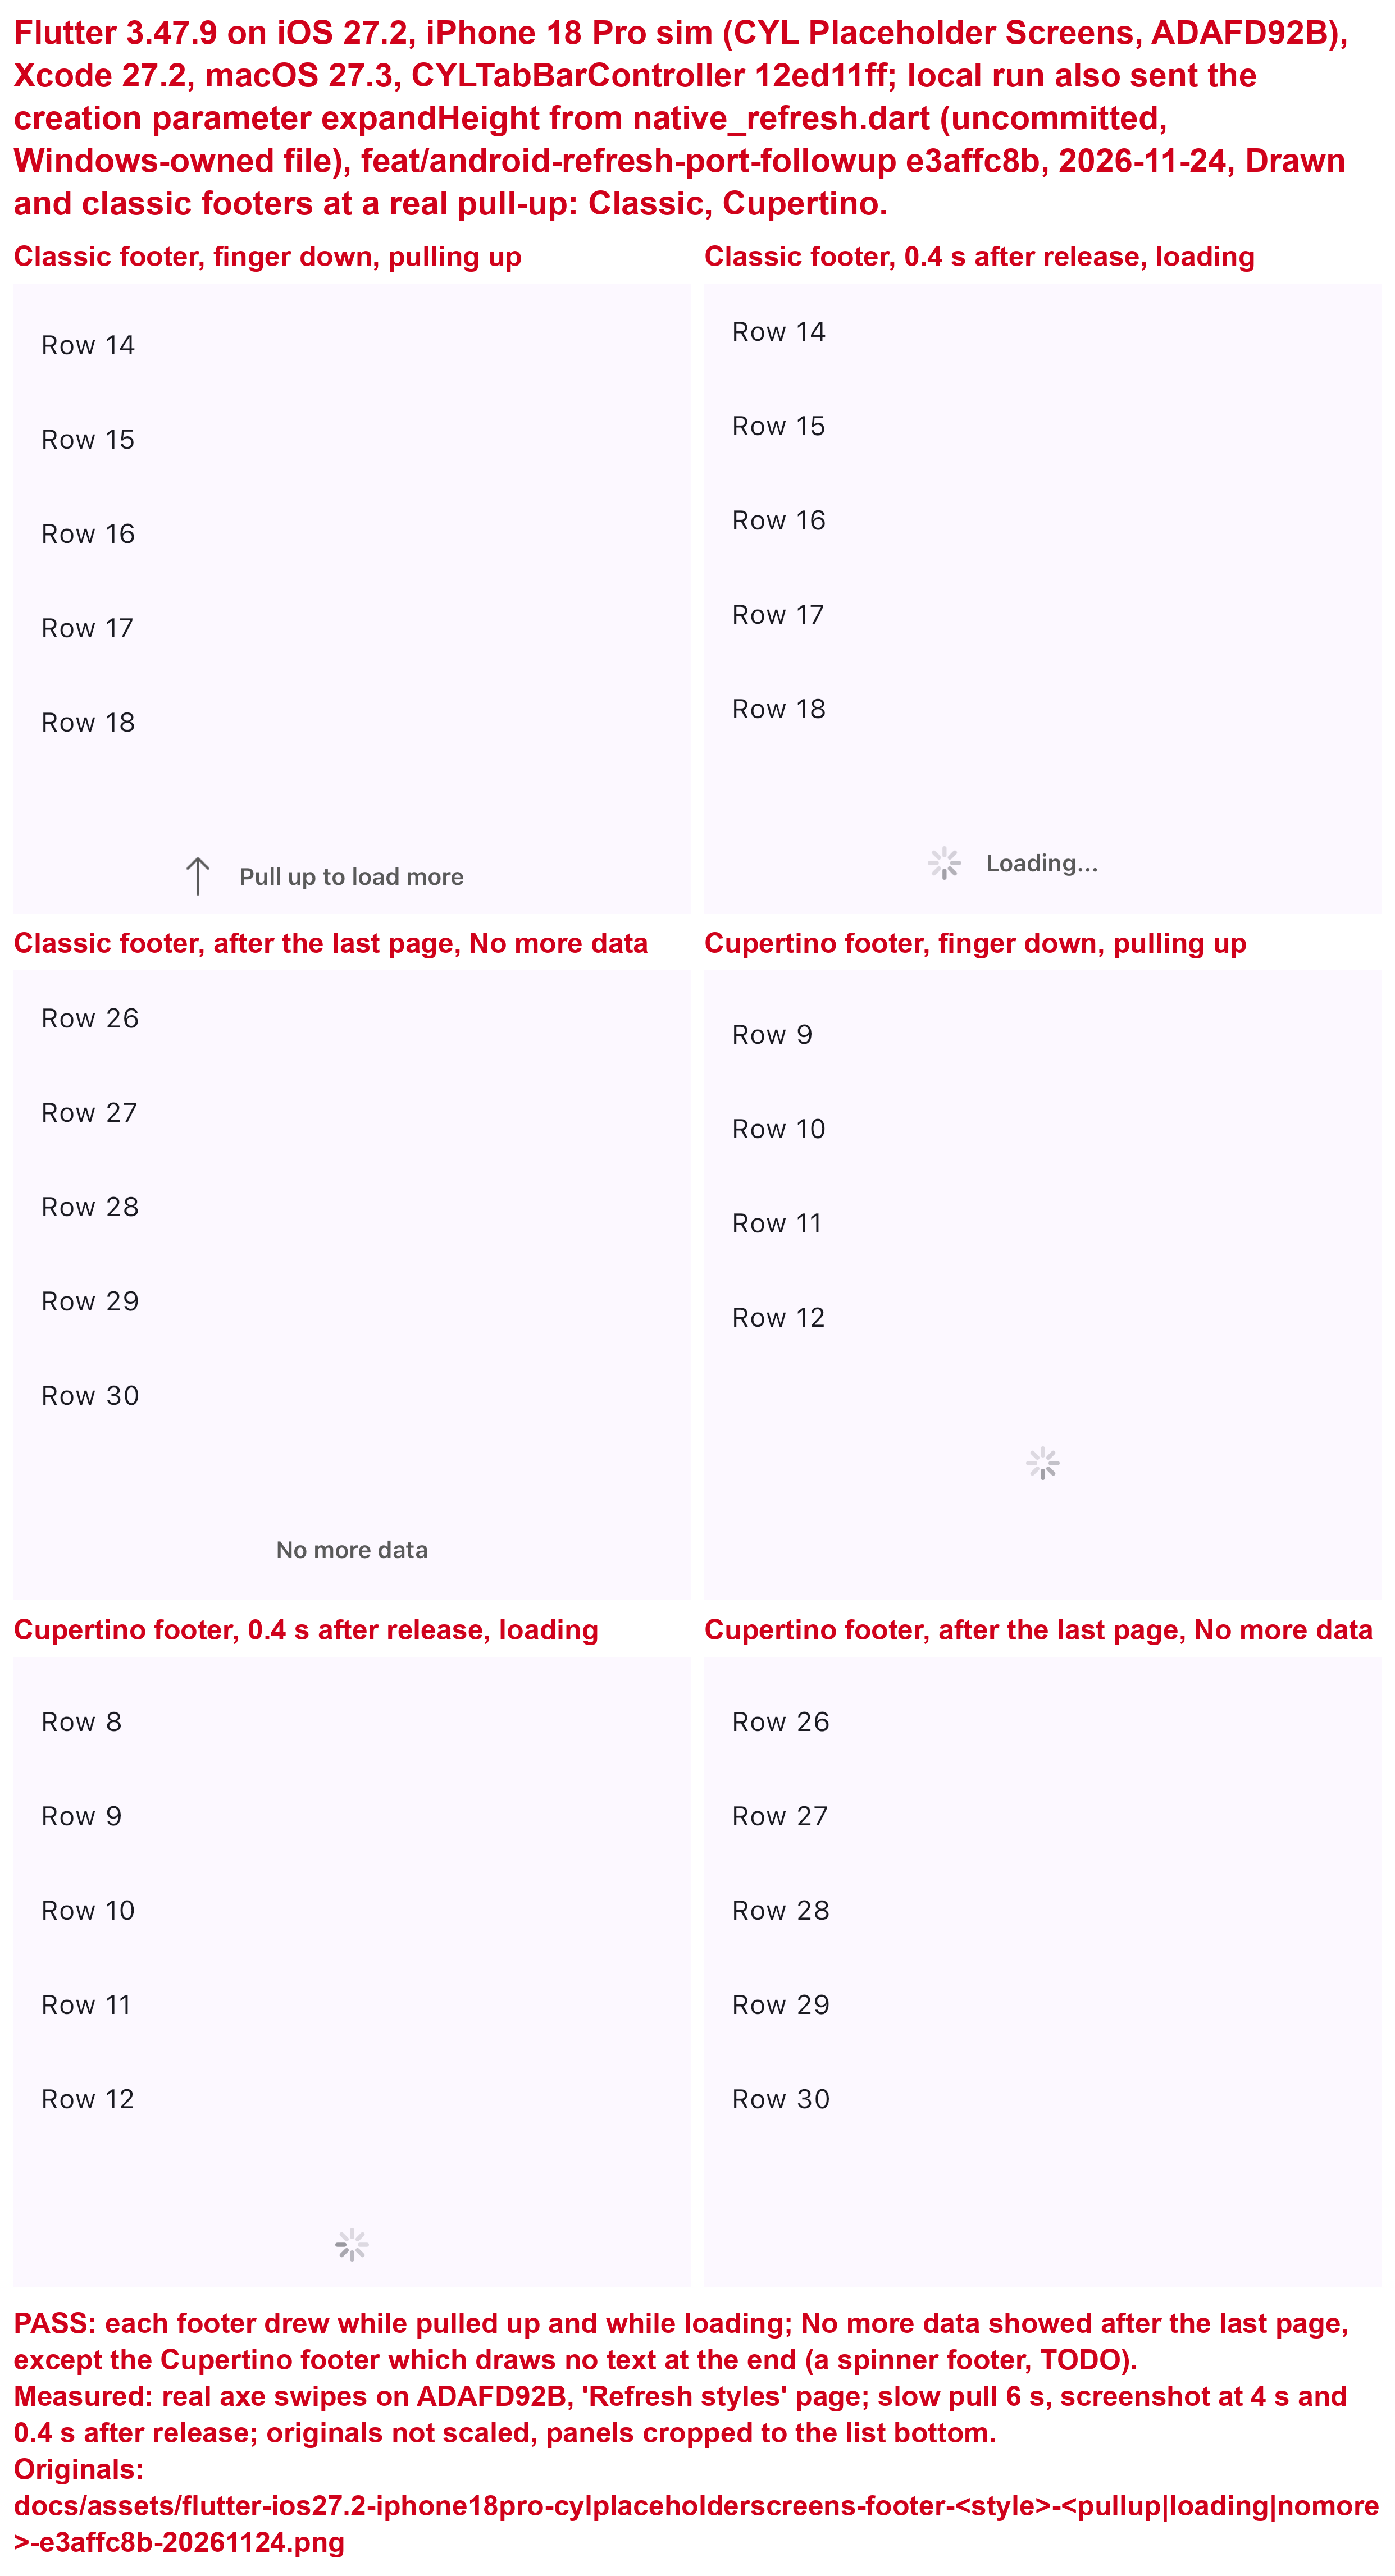 Flutter 3.47.9 on iOS 27.2, iPhone 18 Pro sim (CYL Placeholder Screens, ADAFD92B),
Xcode 27.2, macOS 27.3, CYLTabBarController 12ed11ff; local run also sent the
creation parameter expandHeight from native_refresh.dart (uncommitted,
Windows-owned file), feat/android-refresh-port-followup e3affc8b, 2026-11-24, Drawn
and classic footers at a real pull-up: Classic, Cupertino.
Classic footer, finger down, pulling up
Row 14
Row 15
Row 16
Row 17
Row 18
Pull up to load more
Classic footer, 0.4 s after release, loading
Row 14
Row 15
Row 16
Row 17
Row 18
Loading...
Classic footer, after the last page, No more data
Row 26
Row 27
Row 28
Row 29
Row 30
No more data
Cupertino footer, finger down, pulling up
Row 9
Row 10
Row 11
Row 12
Cupertino footer, 0.4 s after release, loading
Row 8
Row 9
Row 10
Row 11
Row 12
Cupertino footer, after the last page, No more data
Row 26
Row 27
Row 28
Row 29
Row 30
PASS: each footer drew while pulled up and while loading; No more data showed after the last page,
except the Cupertino footer which draws no text at the end (a spinner footer, TODO).
Measured: real axe swipes on ADAFD92B, 'Refresh styles' page; slow pull 6 s, screenshot at 4 s and
0.4 s after release; originals not scaled, panels cropped to the list bottom.
Originals:
docs/assets/flutter-ios27.2-iphone18pro-cylplaceholderscreens-footer-<style>-<pullup|loading|nomore
>-e3affc8b-20261124.png